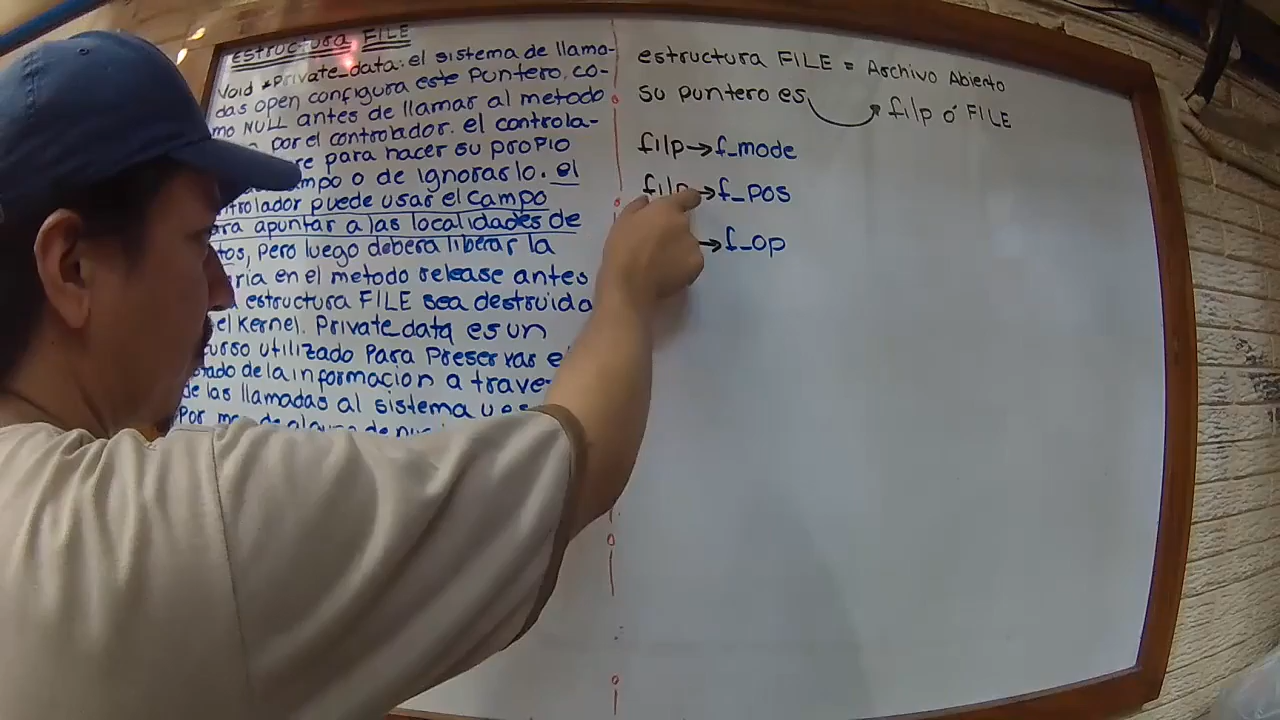 estructura FILE
Void *Private_data: el sistema de llama-
das open configura este puntero, co-
mo NULL antes de llamar al metodo
por el controlador. el controla-
re para hacer su propio
mpo o de ignorarlo. el
trolador puede usar el campo
ra apuntar a las localidades de
tos, pero luego debera liberar la
ria en el metodo release antes
estructura FILE sea destruida
el Kernel. Private_data es un
curso utilizado para preservar e
tado de la informacion a trave
de las llamadas al sistema y es
Por
estructura FILE = Archivo Abierto
su puntero es filp ó FILE
filp→f_mode
filp→f_pos
→f_op